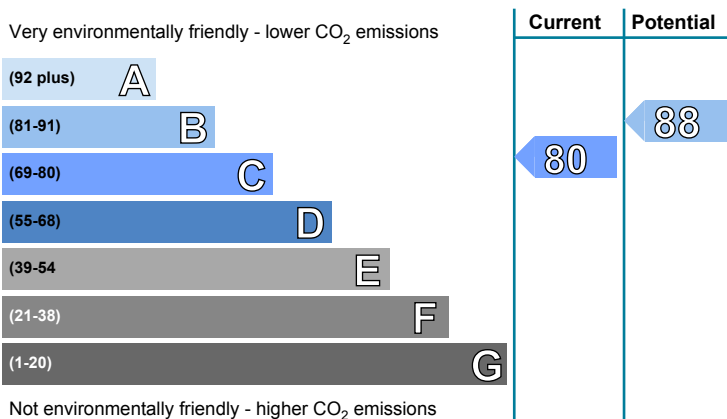 Current Potential
Very environmentally friendly - lower CO₂ emissions
(92 plus) A
(81-91) B
88
(69-80) C
80
(55-68) D
(39-54 E
(21-38) F
(1-20) G
Not environmentally friendly - higher CO₂ emissions